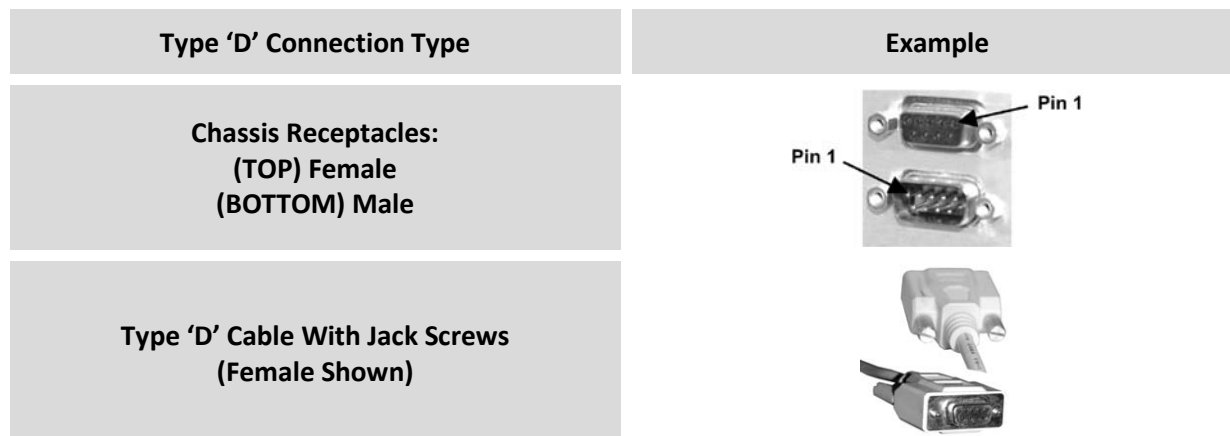 Type ‘D’ Connection Type
Example
Chassis Receptacles:
(TOP) Female
(BOTTOM) Male
Pin 1
Pin 1
Type ‘D’ Cable With Jack Screws
(Female Shown)